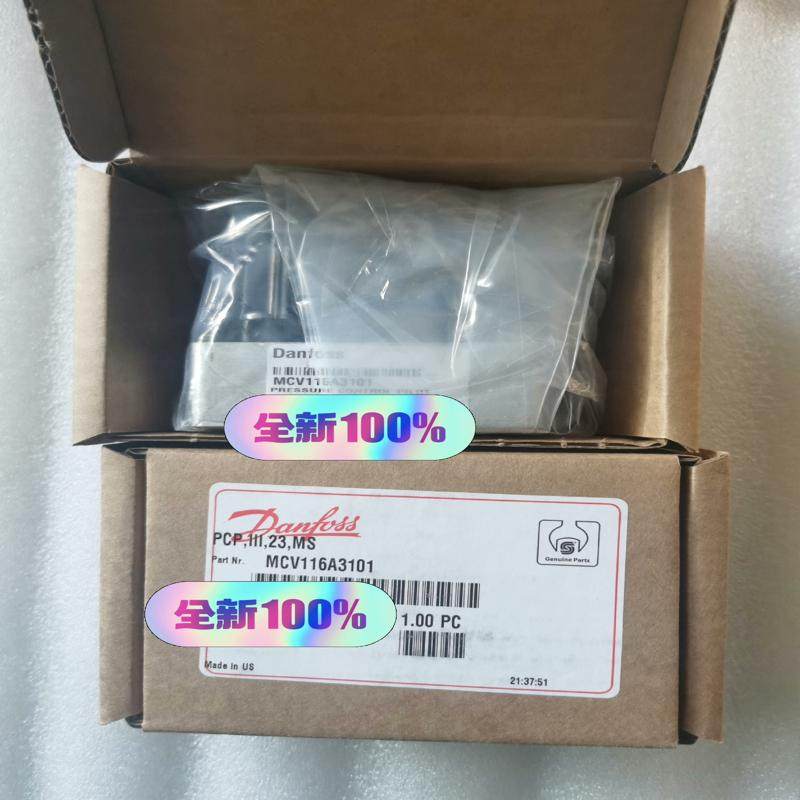 Danfoss
MCV116A3101
PRESSURE CONTROL PILOT
全新100%
Danfoss
PCP,III,23,MS
Part Nr. MCV116A3101
Genuine Parts
全新100%
1.00 PC
Made in US
21:37:51